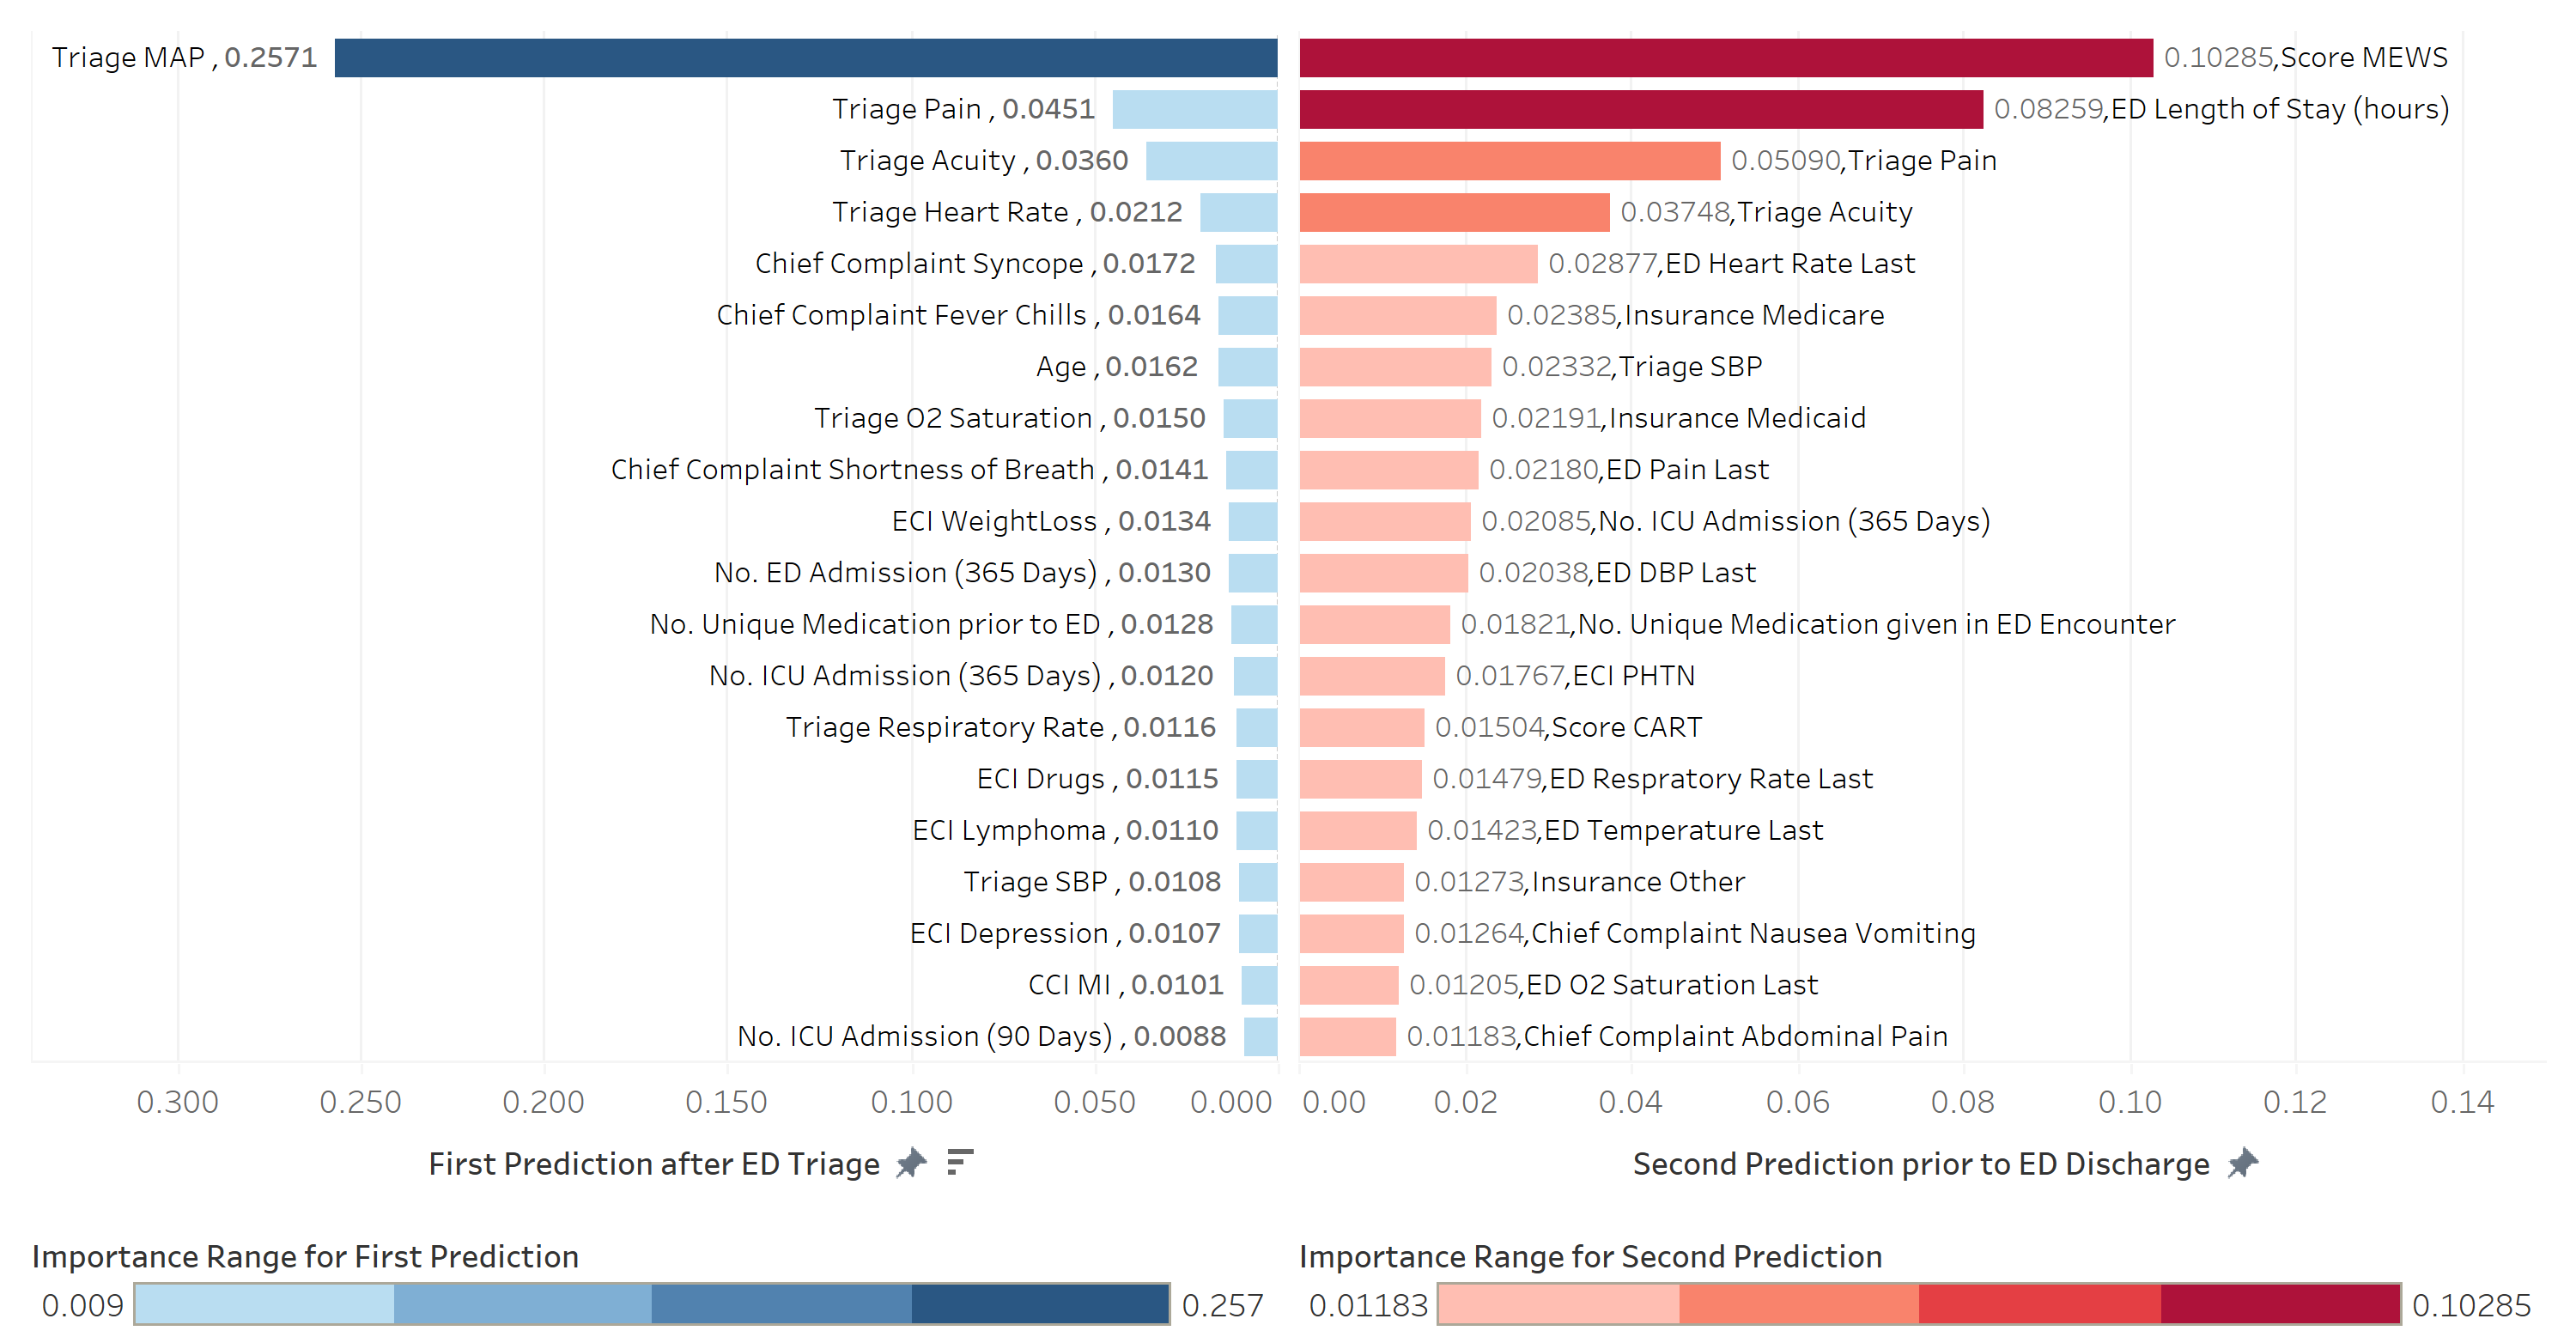 Triage MAP , 0.2571
Triage Pain , 0.0451
Triage Acuity , 0.0360
Triage Heart Rate , 0.0212
Chief Complaint Syncope , 0.0172
Chief Complaint Fever Chills , 0.0164
Age , 0.0162
Triage O2 Saturation , 0.0150
Chief Complaint Shortness of Breath , 0.0141
ECI WeightLoss , 0.0134
No. ED Admission (365 Days) , 0.0130
No. Unique Medication prior to ED , 0.0128
No. ICU Admission (365 Days) , 0.0120
Triage Respiratory Rate , 0.0116
ECI Drugs , 0.0115
ECI Lymphoma , 0.0110
Triage SBP , 0.0108
ECI Depression , 0.0107
CCI MI , 0.0101
No. ICU Admission (90 Days) , 0.0088
0.300 0.250 0.200 0.150 0.100 0.050 0.000
First Prediction after ED Triage
0.10285,Score MEWS
0.08259,ED Length of Stay (hours)
0.05090,Triage Pain
0.03748,Triage Acuity
0.02877,ED Heart Rate Last
0.02385,Insurance Medicare
0.02332,Triage SBP
0.02191,Insurance Medicaid
0.02180,ED Pain Last
0.02085,No. ICU Admission (365 Days)
0.02038,ED DBP Last
0.01821,No. Unique Medication given in ED Encounter
0.01767,ECI PHTN
0.01504,Score CART
0.01479,ED Respratory Rate Last
0.01423,ED Temperature Last
0.01273,Insurance Other
0.01264,Chief Complaint Nausea Vomiting
0.01205,ED O2 Saturation Last
0.01183,Chief Complaint Abdominal Pain
0.00 0.02 0.04 0.06 0.08 0.10 0.12 0.14
Second Prediction prior to ED Discharge
Importance Range for First Prediction
0.009 0.257
Importance Range for Second Prediction
0.01183 0.10285